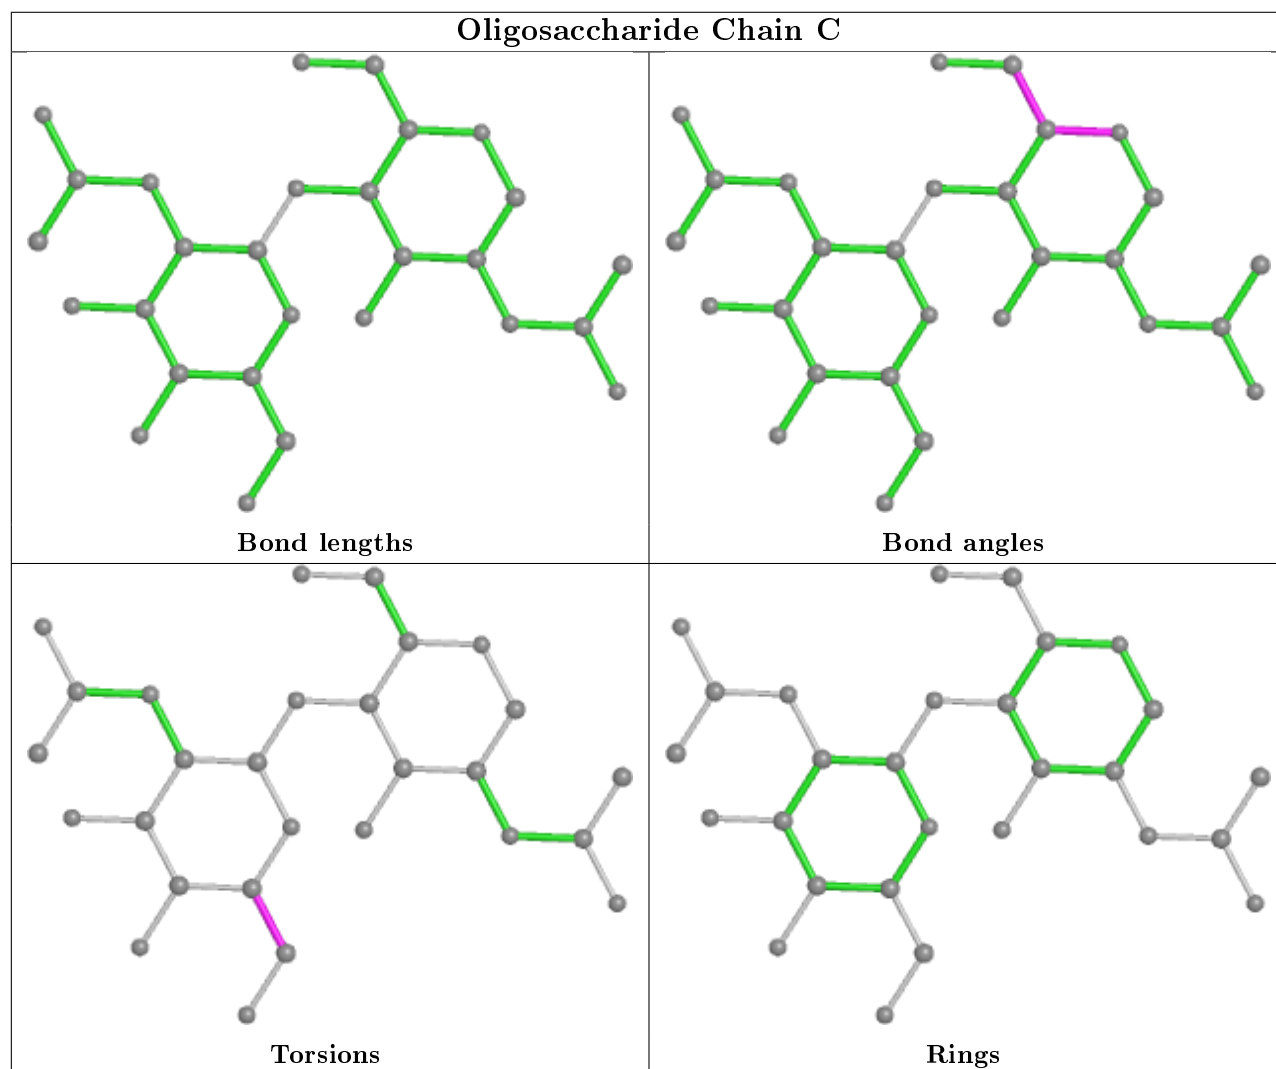 Oligosaccharide Chain C
Bond lengths
Bond angles
Torsions
Rings